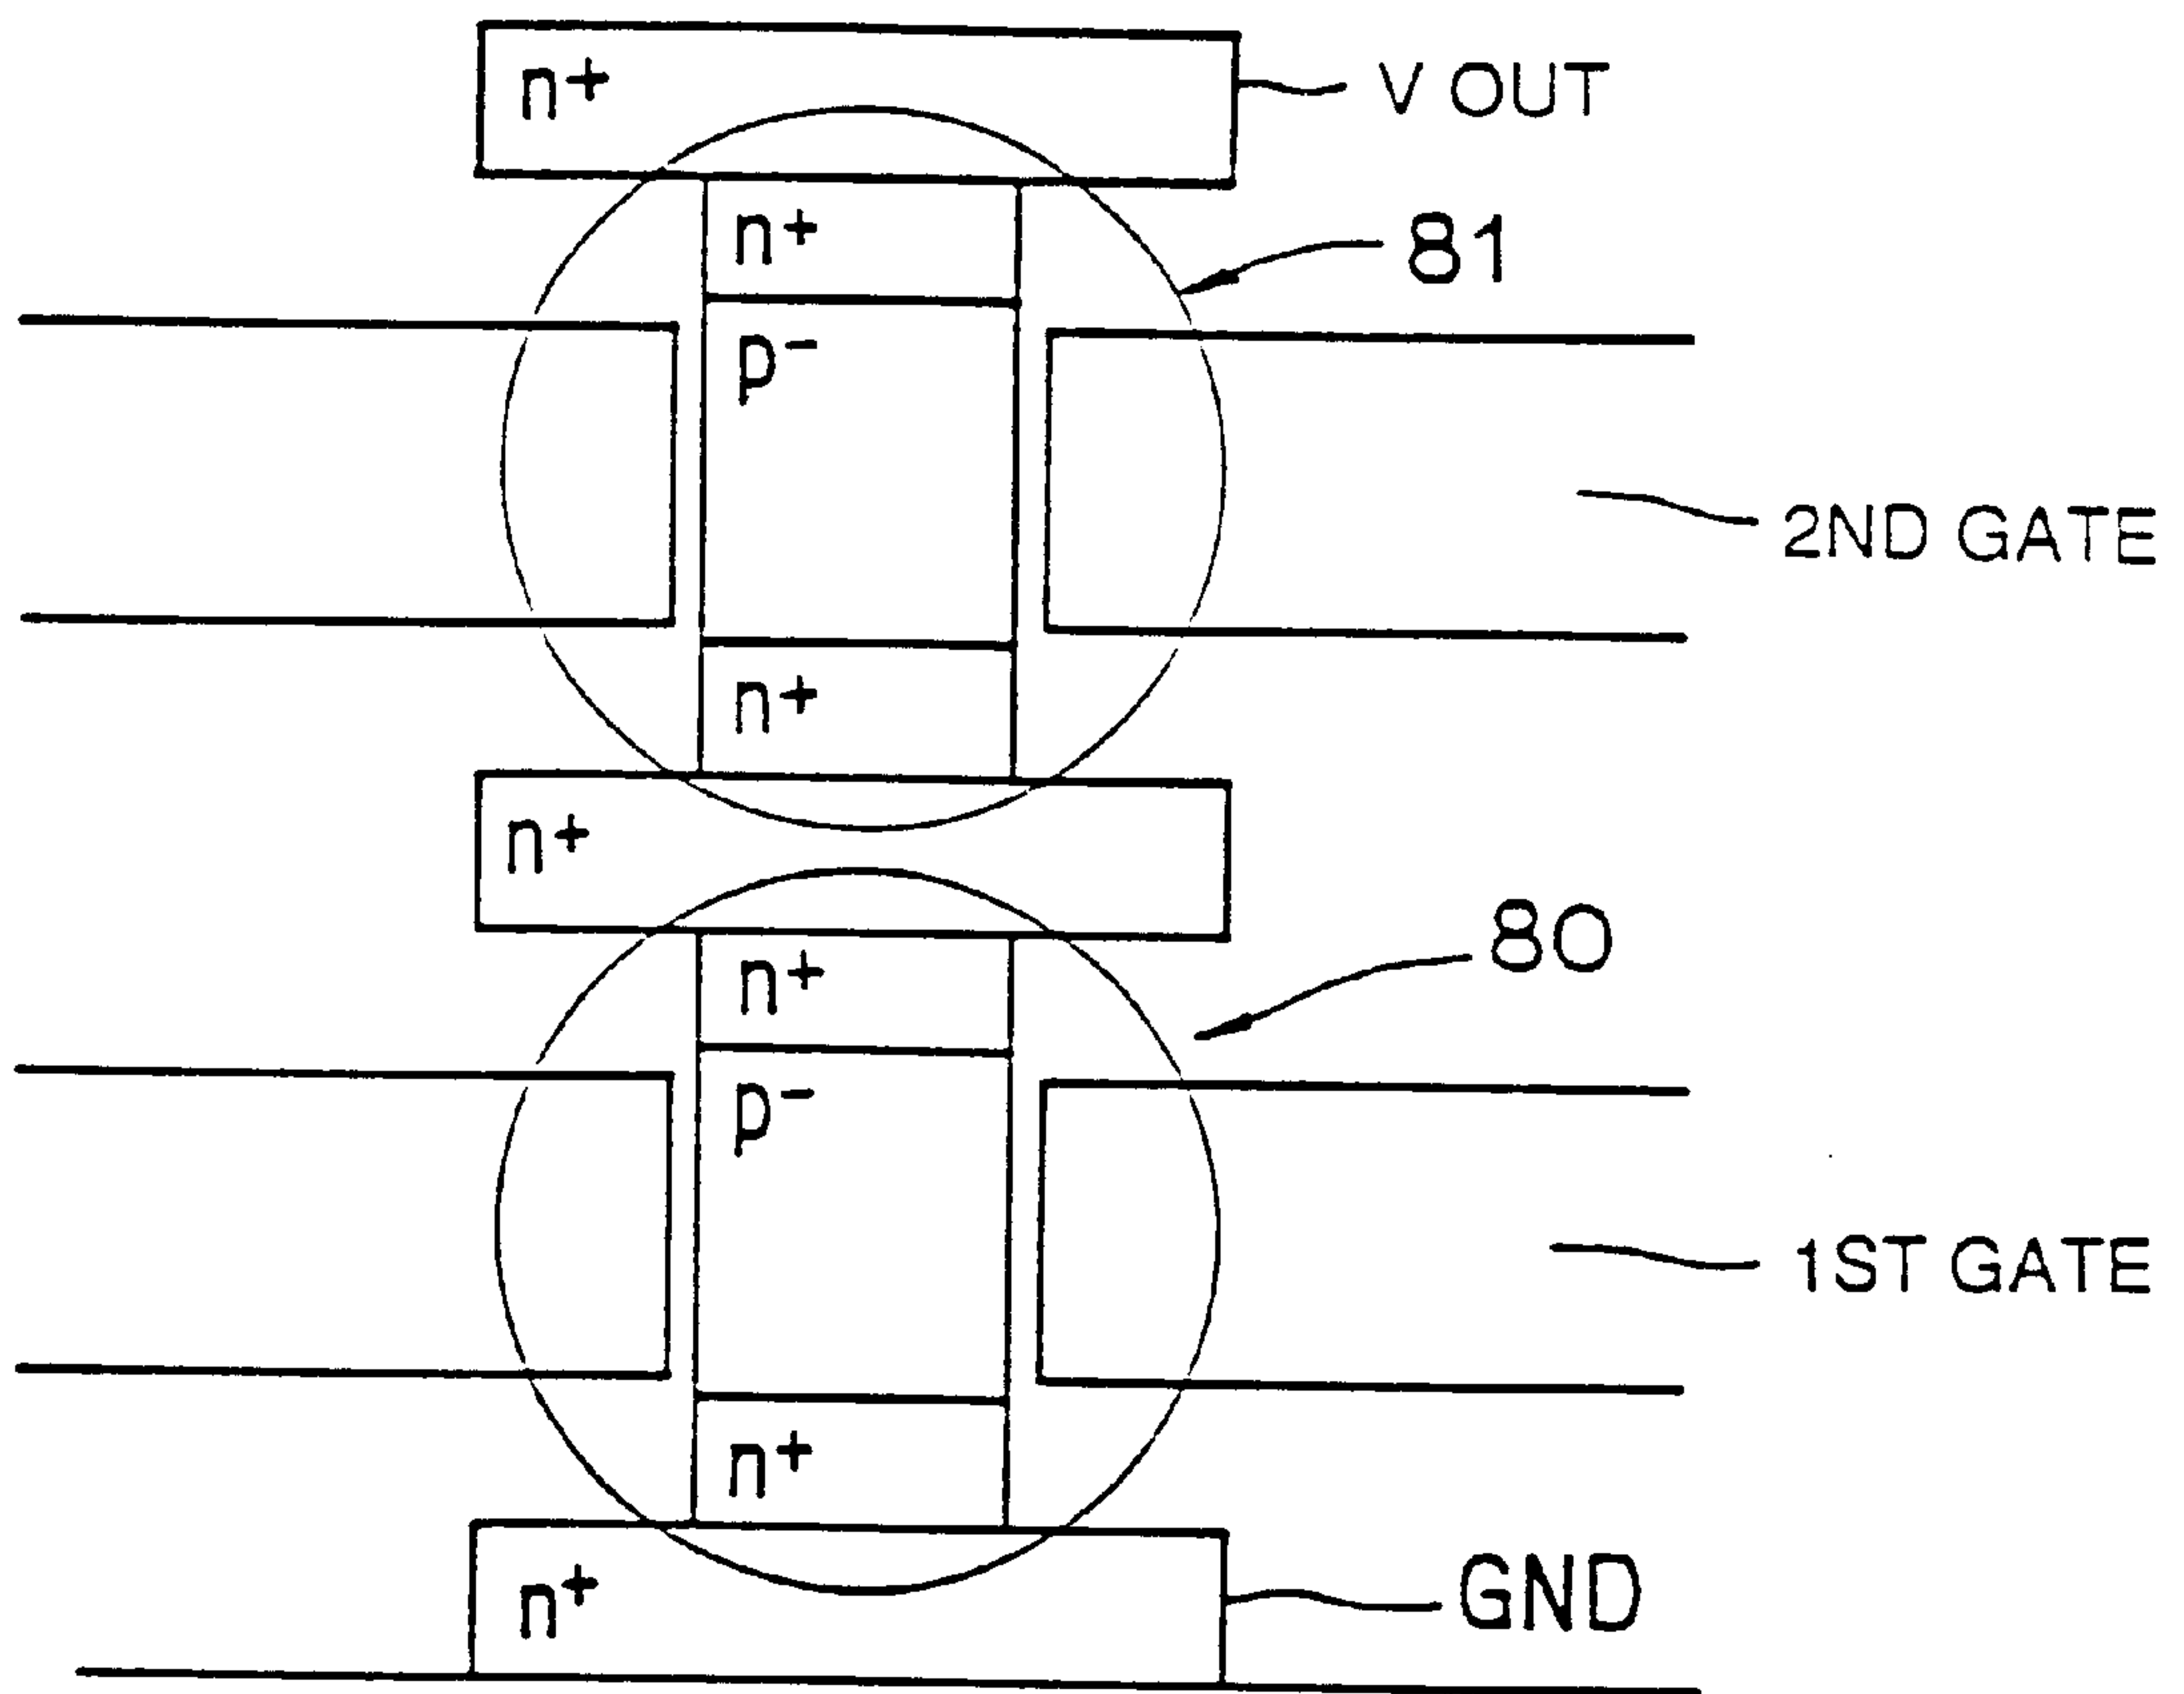 n+
V OUT
n+
81
p-
2ND GATE
n+
n+
80
n+
p-
1ST GATE
n+
n+
GND